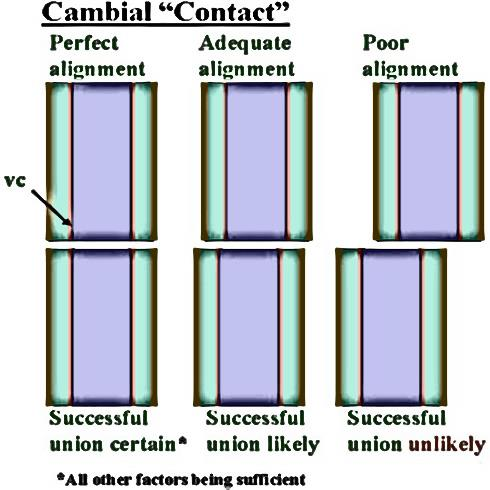 Cambial “Contact”
Perfect alignment
Adequate alignment
Poor alignment
vc
Successful union certain*
Successful union likely
Successful union unlikely
*All other factors being sufficient